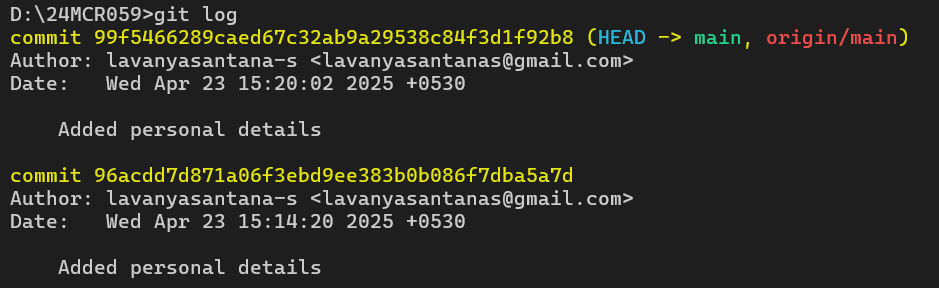 D:\24MCR059>git log
commit 99f5466289caed67c32ab9a29538c84f3d1f92b8 (HEAD -> main, origin/main)
Author: lavanyasantana-s <lavanyasantanas@gmail.com>
Date:   Wed Apr 23 15:20:02 2025 +0530
    Added personal details
commit 96acdd7d871a06f3ebd9ee383b0b086f7dba5a7d
Author: lavanyasantana-s <lavanyasantanas@gmail.com>
Date:   Wed Apr 23 15:14:20 2025 +0530
    Added personal details